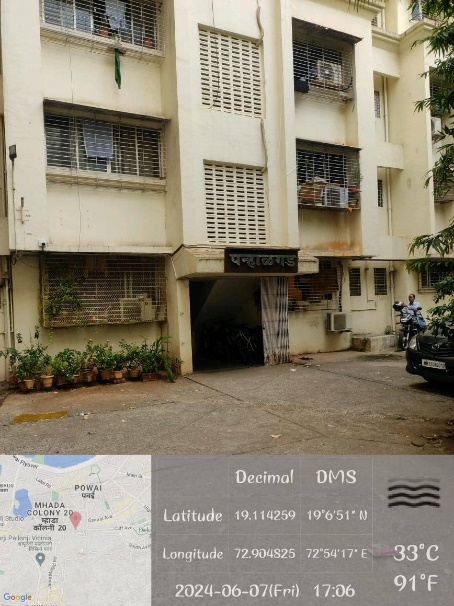 पन्हाळगड
POWAI
पवई
MHADA
COLONY 20
म्हाडा
कॉलनी 20
Google
Decimal DMS
Latitude 19.114259 19°6'51" N
Longitude 72.904825 72°54'17" E
2024-06-07(Fri) 17:06
33°C
91°F